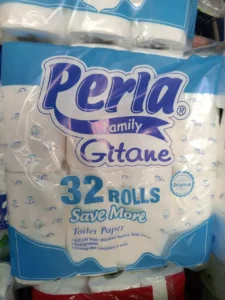 Perla®
Family
Gitane
32 ROLLS
Save More
Toilet Paper
Original